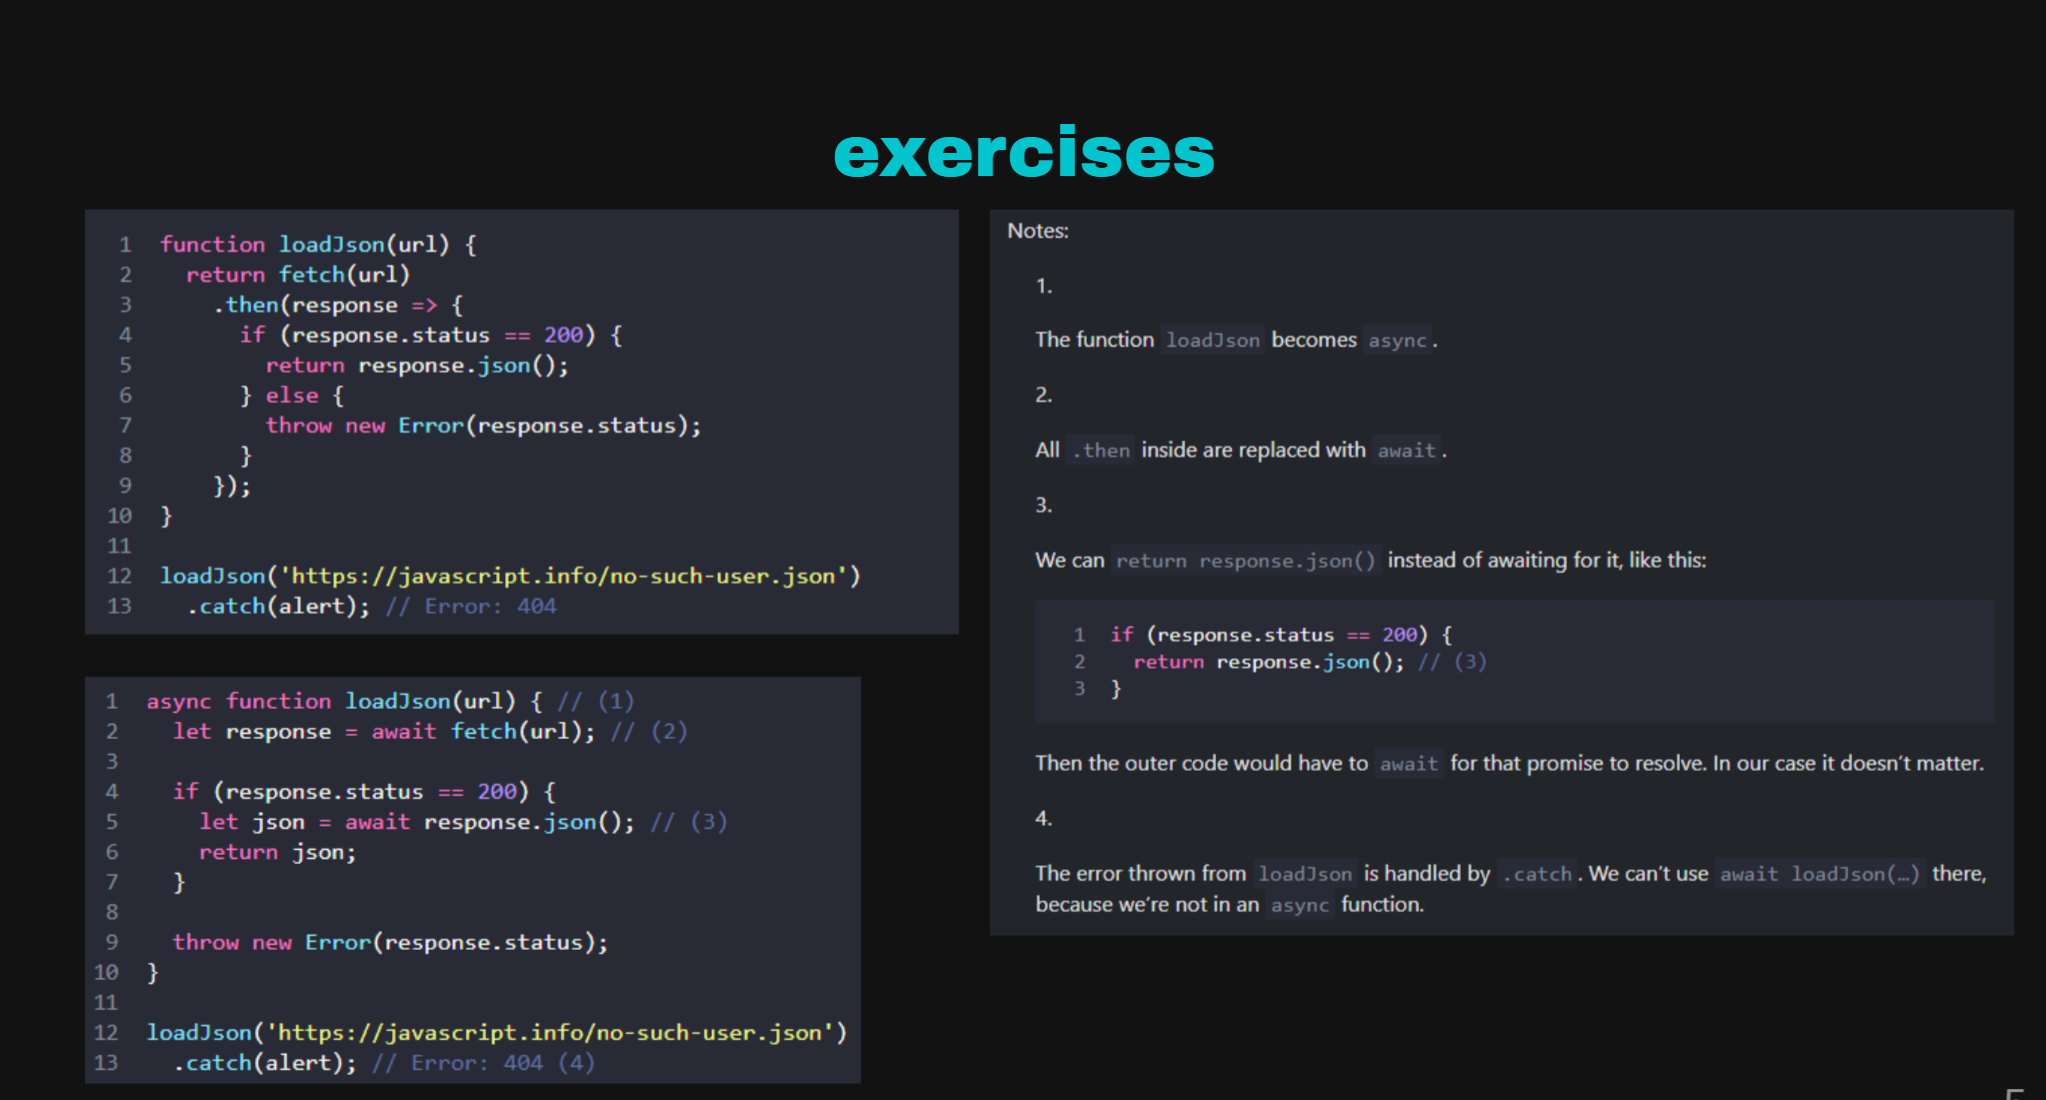 exercises
1 function loadJson(url) {
2   return fetch(url)
3     .then(response => {
4       if (response.status == 200) {
5         return response.json();
6       } else {
7         throw new Error(response.status);
8       }
9     });
10 }
11
12 loadJson('https://javascript.info/no-such-user.json')
13   .catch(alert); // Error: 404
1 async function loadJson(url) { // (1)
2   let response = await fetch(url); // (2)
3
4   if (response.status == 200) {
5     let json = await response.json(); // (3)
6     return json;
7   }
8
9   throw new Error(response.status);
10 }
11
12 loadJson('https://javascript.info/no-such-user.json')
13   .catch(alert); // Error: 404 (4)
Notes:
1.
The function loadJson becomes async.
2.
All .then inside are replaced with await.
3.
We can return response.json() instead of awaiting for it, like this:
1 if (response.status == 200) {
2   return response.json(); // (3)
3 }
Then the outer code would have to await for that promise to resolve. In our case it doesn’t matter.
4.
The error thrown from loadJson is handled by .catch. We can’t use await loadJson(…) there,
because we’re not in an async function.